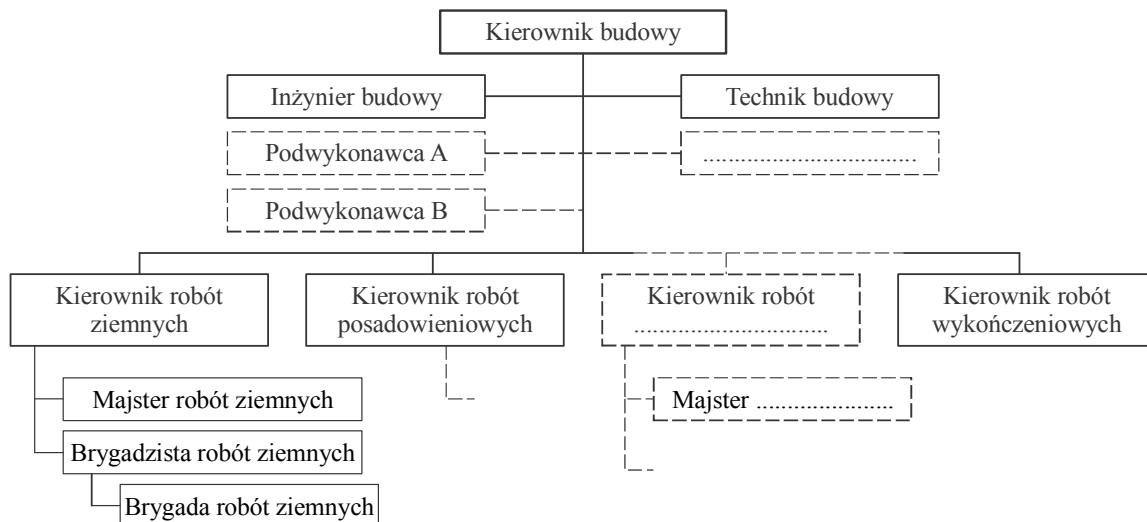 Kierownik budowy
Inżynier budowy
Technik budowy
Podwykonawca A
..................................
Podwykonawca B
Kierownik robót
ziemnych
Kierownik robót
posadowieniowych
Kierownik robót
..............................
Kierownik robót
wykończeniowych
Majster robót ziemnych
Majster .....................
Brygadzista robót ziemnych
Brygada robót ziemnych